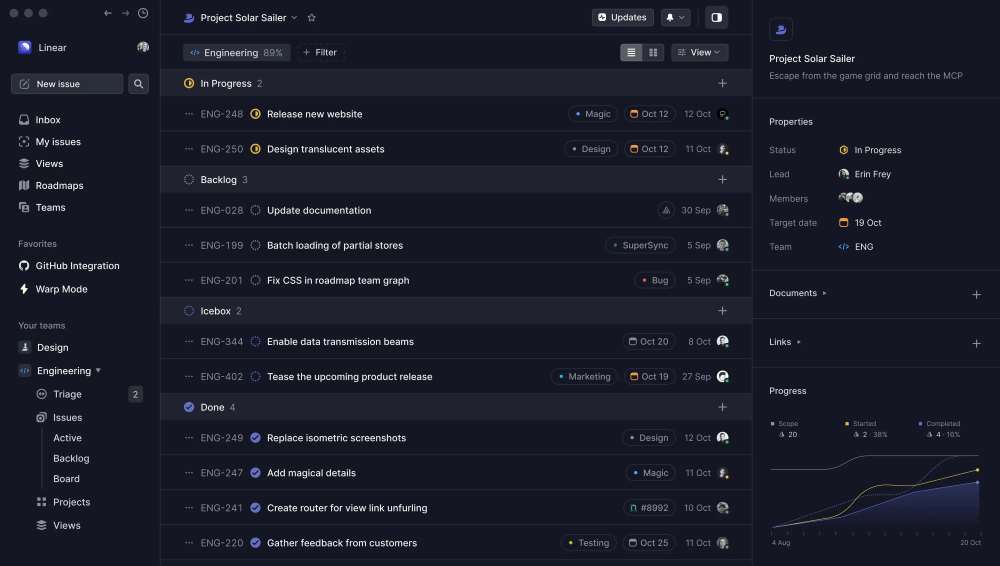 Linear
New issue
Inbox
My issues
Views
Roadmaps
Teams
Favorites
GitHub Integration
Warp Mode
Your teams
Design
Engineering
Triage 2
Issues
Active
Backlog
Board
Projects
Views
Project Solar Sailer
Updates
Engineering 89%
Filter
View
In Progress 2
ENG-248 Release new website Magic Oct 12 12 Oct
ENG-250 Design translucent assets Design Oct 12 11 Oct
Backlog 3
ENG-028 Update documentation 30 Sep
ENG-199 Batch loading of partial stores SuperSync 5 Sep
ENG-201 Fix CSS in roadmap team graph Bug 5 Sep
Icebox 2
ENG-344 Enable data transmission beams Oct 20 8 Oct
ENG-402 Tease the upcoming product release Marketing Oct 19 27 Sep
Done 4
ENG-249 Replace isometric screenshots Design 12 Oct
ENG-247 Add magical details Magic 11 Oct
ENG-241 Create router for view link unfurling #8992 10 Oct
ENG-220 Gather feedback from customers Testing Oct 25 11 Oct
Project Solar Sailer
Escape from the game grid and reach the MCP
Properties
Status In Progress
Lead Erin Frey
Members
Target date 19 Oct
Team ENG
Documents
Links
Progress
Scope Started Completed
20 2 · 38% 4 · 16%
4 Aug 20 Oct